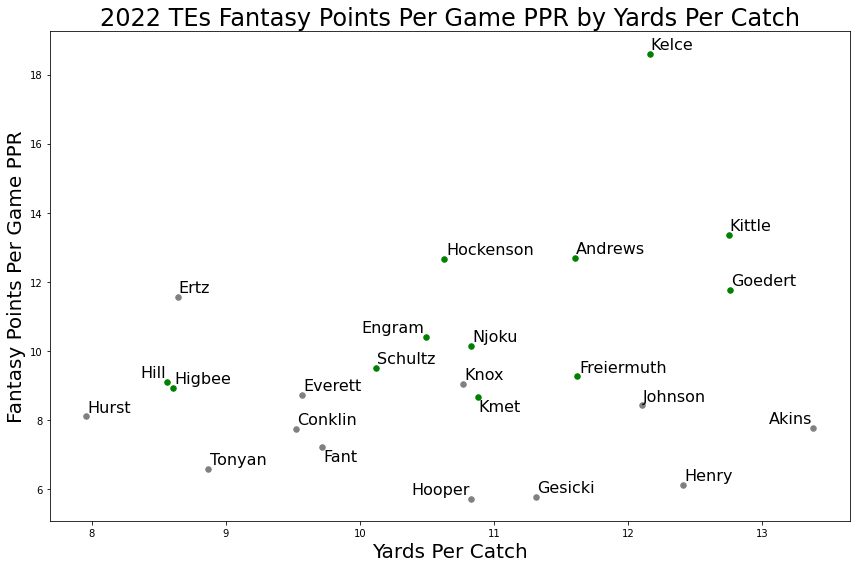 2022 TEs Fantasy Points Per Game PPR by Yards Per Catch
Fantasy Points Per Game PPR
18
16
14
12
10
8
6
Kelce
Kittle
Hockenson
Andrews
Goedert
Ertz
Engram
Njoku
Schultz
Hill
Higbee
Everett
Knox
Freiermuth
Hurst
Conklin
Kmet
Johnson
Akins
Tonyan
Fant
Hooper
Gesicki
Henry
8 9 10 11 12 13
Yards Per Catch